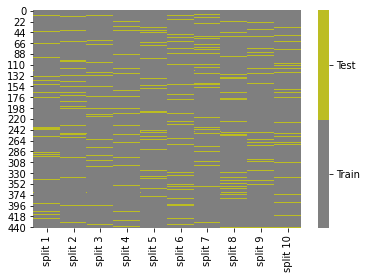 0
22
44
66
88
110
132
154
176
198
220
242
264
286
308
330
352
374
396
418
440
Test
Train
split 1
split 2
split 3
split 4
split 5
split 6
split 7
split 8
split 9
split 10